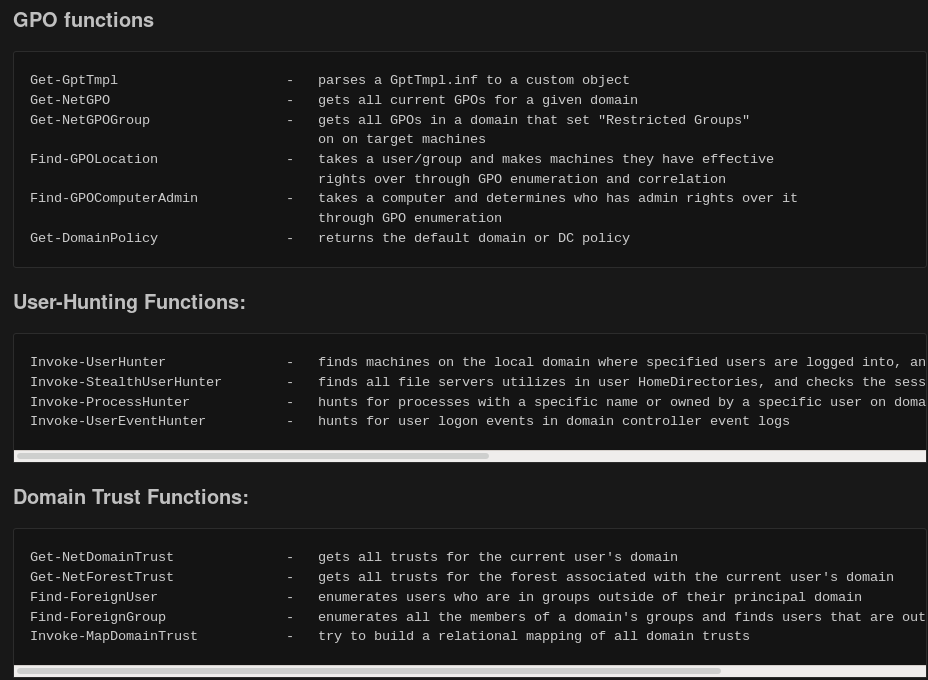 GPO functions
Get-GptTmpl - parses a GptTmpl.inf to a custom object
Get-NetGPO - gets all current GPOs for a given domain
Get-NetGPOGroup - gets all GPOs in a domain that set "Restricted Groups"
on on target machines
Find-GPOLocation - takes a user/group and makes machines they have effective
rights over through GPO enumeration and correlation
Find-GPOComputerAdmin - takes a computer and determines who has admin rights over it
through GPO enumeration
Get-DomainPolicy - returns the default domain or DC policy
User-Hunting Functions:
Invoke-UserHunter - finds machines on the local domain where specified users are logged into, an
Invoke-StealthUserHunter - finds all file servers utilizes in user HomeDirectories, and checks the sess
Invoke-ProcessHunter - hunts for processes with a specific name or owned by a specific user on doma
Invoke-UserEventHunter - hunts for user logon events in domain controller event logs
Domain Trust Functions:
Get-NetDomainTrust - gets all trusts for the current user's domain
Get-NetForestTrust - gets all trusts for the forest associated with the current user's domain
Find-ForeignUser - enumerates users who are in groups outside of their principal domain
Find-ForeignGroup - enumerates all the members of a domain's groups and finds users that are out
Invoke-MapDomainTrust - try to build a relational mapping of all domain trusts